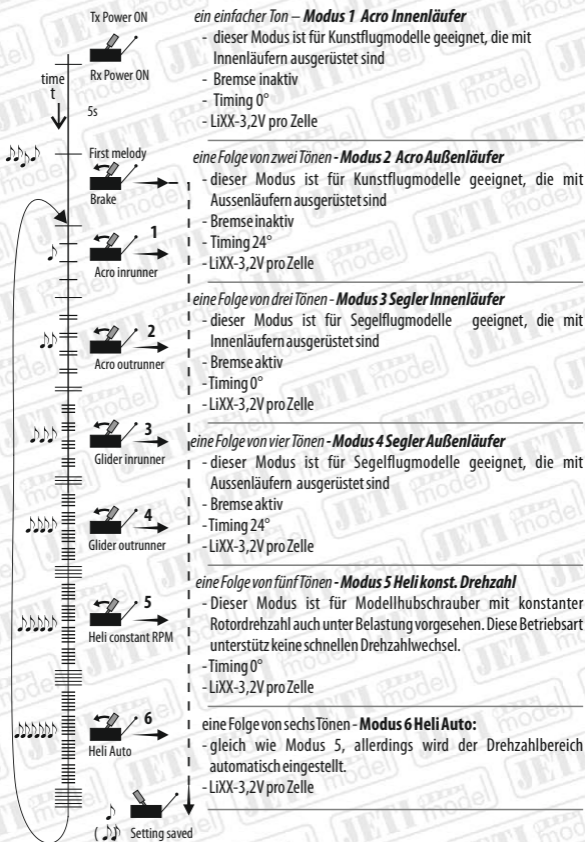 Tx Power ON
Rx Power ON
time
t
5s
First melody
Brake
1
Acro inrunner
2
Acro outrunner
3
Glider inrunner
4
Glider outrunner
5
Heli constant RPM
6
Heli Auto
Setting saved
ein einfacher Ton – Modus 1 Acro Innenläufer
- dieser Modus ist für Kunstflugmodelle geeignet, die mit
Innenläufern ausgerüstet sind
- Bremse inaktiv
- Timing 0°
- LiXX-3,2V pro Zelle
eine Folge von zwei Tönen - Modus 2 Acro Außenläufer
- dieser Modus ist für Kunstflugmodelle geeignet, die mit
Aussenläufern ausgerüstet sind
- Bremse inaktiv
- Timing 24°
- LiXX-3,2V pro Zelle
eine Folge von drei Tönen - Modus 3 Segler Innenläufer
- dieser Modus ist für Segelflugmodelle geeignet, die mit
Innenläufern ausgerüstet sind
- Bremse aktiv
- Timing 0°
- LiXX-3,2V pro Zelle
eine Folge von vier Tönen - Modus 4 Segler Außenläufer
- dieser Modus ist für Segelflugmodelle geeignet, die mit
Aussenläufern ausgerüstet sind
- Bremse aktiv
- Timing 24°
- LiXX-3,2V pro Zelle
eine Folge von fünf Tönen - Modus 5 Heli konst. Drehzahl
- Dieser Modus ist für Modellhubschrauber mit konstanter
Rotordrehzahl auch unter Belastung vorgesehen. Diese Betriebsart
unterstütz keine schnellen Drehzahlwechsel.
- Timing 0°
- LiXX-3,2V pro Zelle
eine Folge von sechs Tönen - Modus 6 Heli Auto:
- gleich wie Modus 5, allerdings wird der Drehzahlbereich
automatisch eingestellt.
- LiXX-3,2V pro Zelle
JETI model